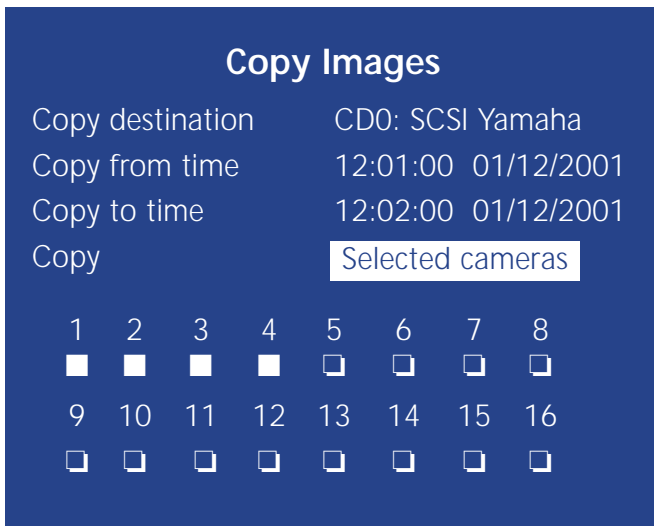 Copy Images
Copy destination CD0: SCSI Yamaha
Copy from time 12:01:00 01/12/2001
Copy to time 12:02:00 01/12/2001
Copy Selected cameras
1 2 3 4 5 6 7 8
9 10 11 12 13 14 15 16